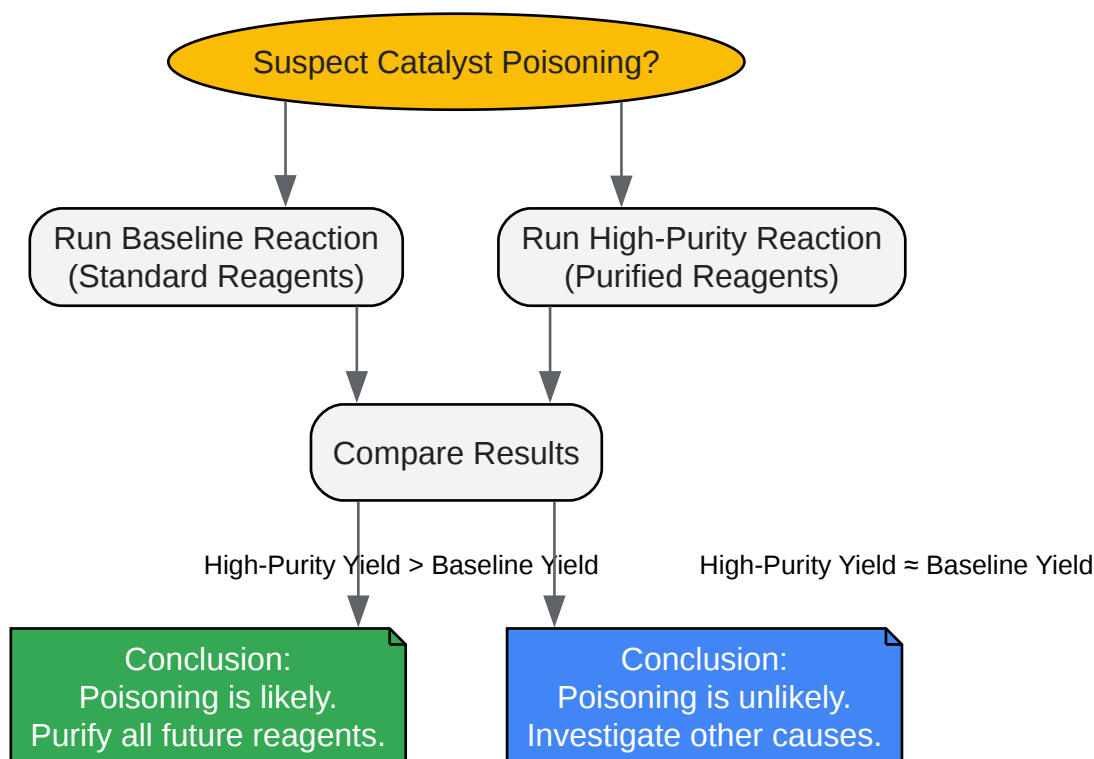 Suspect Catalyst Poisoning?
Run Baseline Reaction
(Standard Reagents)
Run High-Purity Reaction
(Purified Reagents)
Compare Results
High-Purity Yield > Baseline Yield
High-Purity Yield ≈ Baseline Yield
Conclusion:
Poisoning is likely.
Purify all future reagents.
Conclusion:
Poisoning is unlikely.
Investigate other causes.